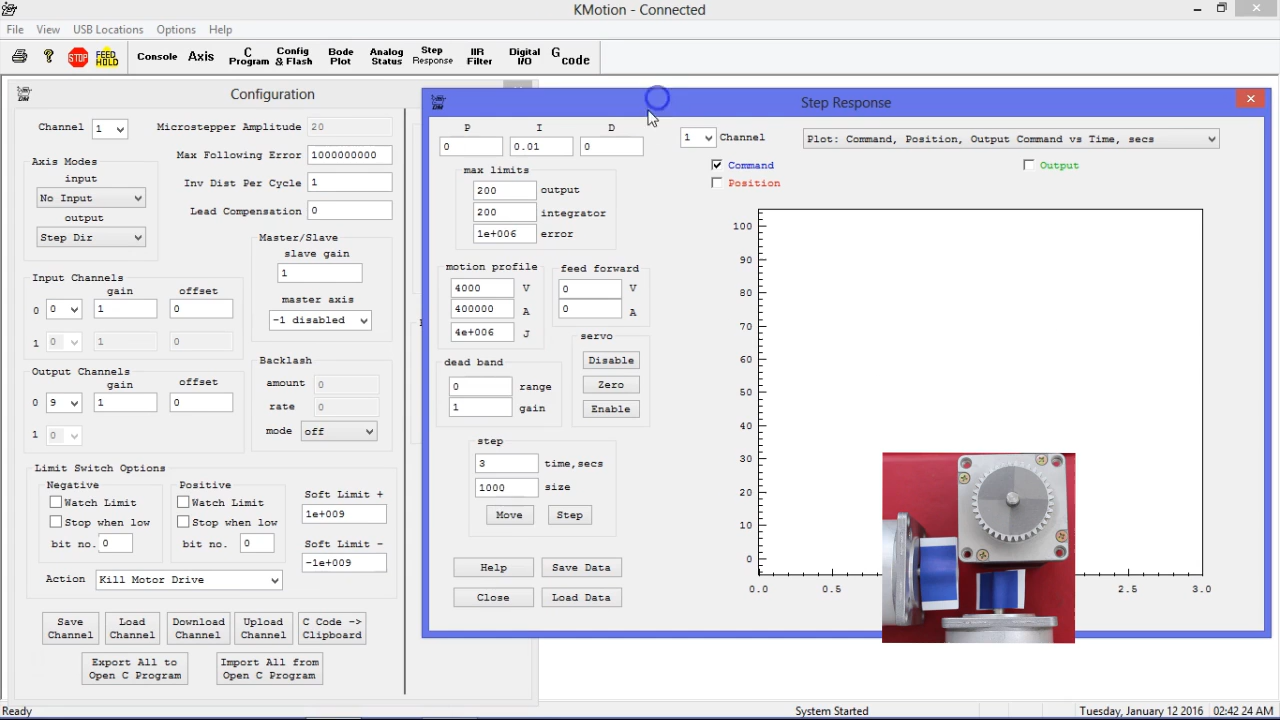 KMotion - Connected
File View USB Locations Options Help
Console Axis C Program Config & Flash Bode Plot Analog Status Step Response IIR Filter Digital I/O G code
STOP FEED HOLD
Configuration
Channel 1
Microstepper Amplitude 20
Max Following Error 1000000000
Inv Dist Per Cycle 1
Lead Compensation 0
Axis Modes
input
No Input
output
Step Dir
Master/Slave
slave gain
1
master axis
-1 disabled
Input Channels
gain offset
0 0 1 0
1 0 1 0
Backlash
amount 0
rate 0
mode off
Output Channels
gain offset
0 9 1 0
1 0
Limit Switch Options
Negative
Watch Limit
Stop when low
bit no. 0
Positive
Watch Limit
Stop when low
bit no. 0
Soft Limit +
1e+009
Soft Limit -
-1e+009
Action Kill Motor Drive
Save Channel
Load Channel
Download Channel
Upload Channel
C Code --> Clipboard
Export All to Open C Program
Import All from Open C Program
Step Response
P I D
0 0.01 0
max limits
200 output
200 integrator
1e+006 error
motion profile
4000 V
400000 A
4e+006 J
feed forward
0 V
0 A
servo
Disable
Zero
Enable
dead band
0 range
1 gain
step
3 time,secs
1000 size
Move Step
Help Save Data
Close Load Data
1 Channel
Plot: Command, Position, Output Command vs Time, secs
Command
Position
Output
100
90
80
70
60
50
40
30
20
10
0
0.0 0.5 2.5 3.0
Ready System Started Tuesday, January 12 2016 02:42:24 AM